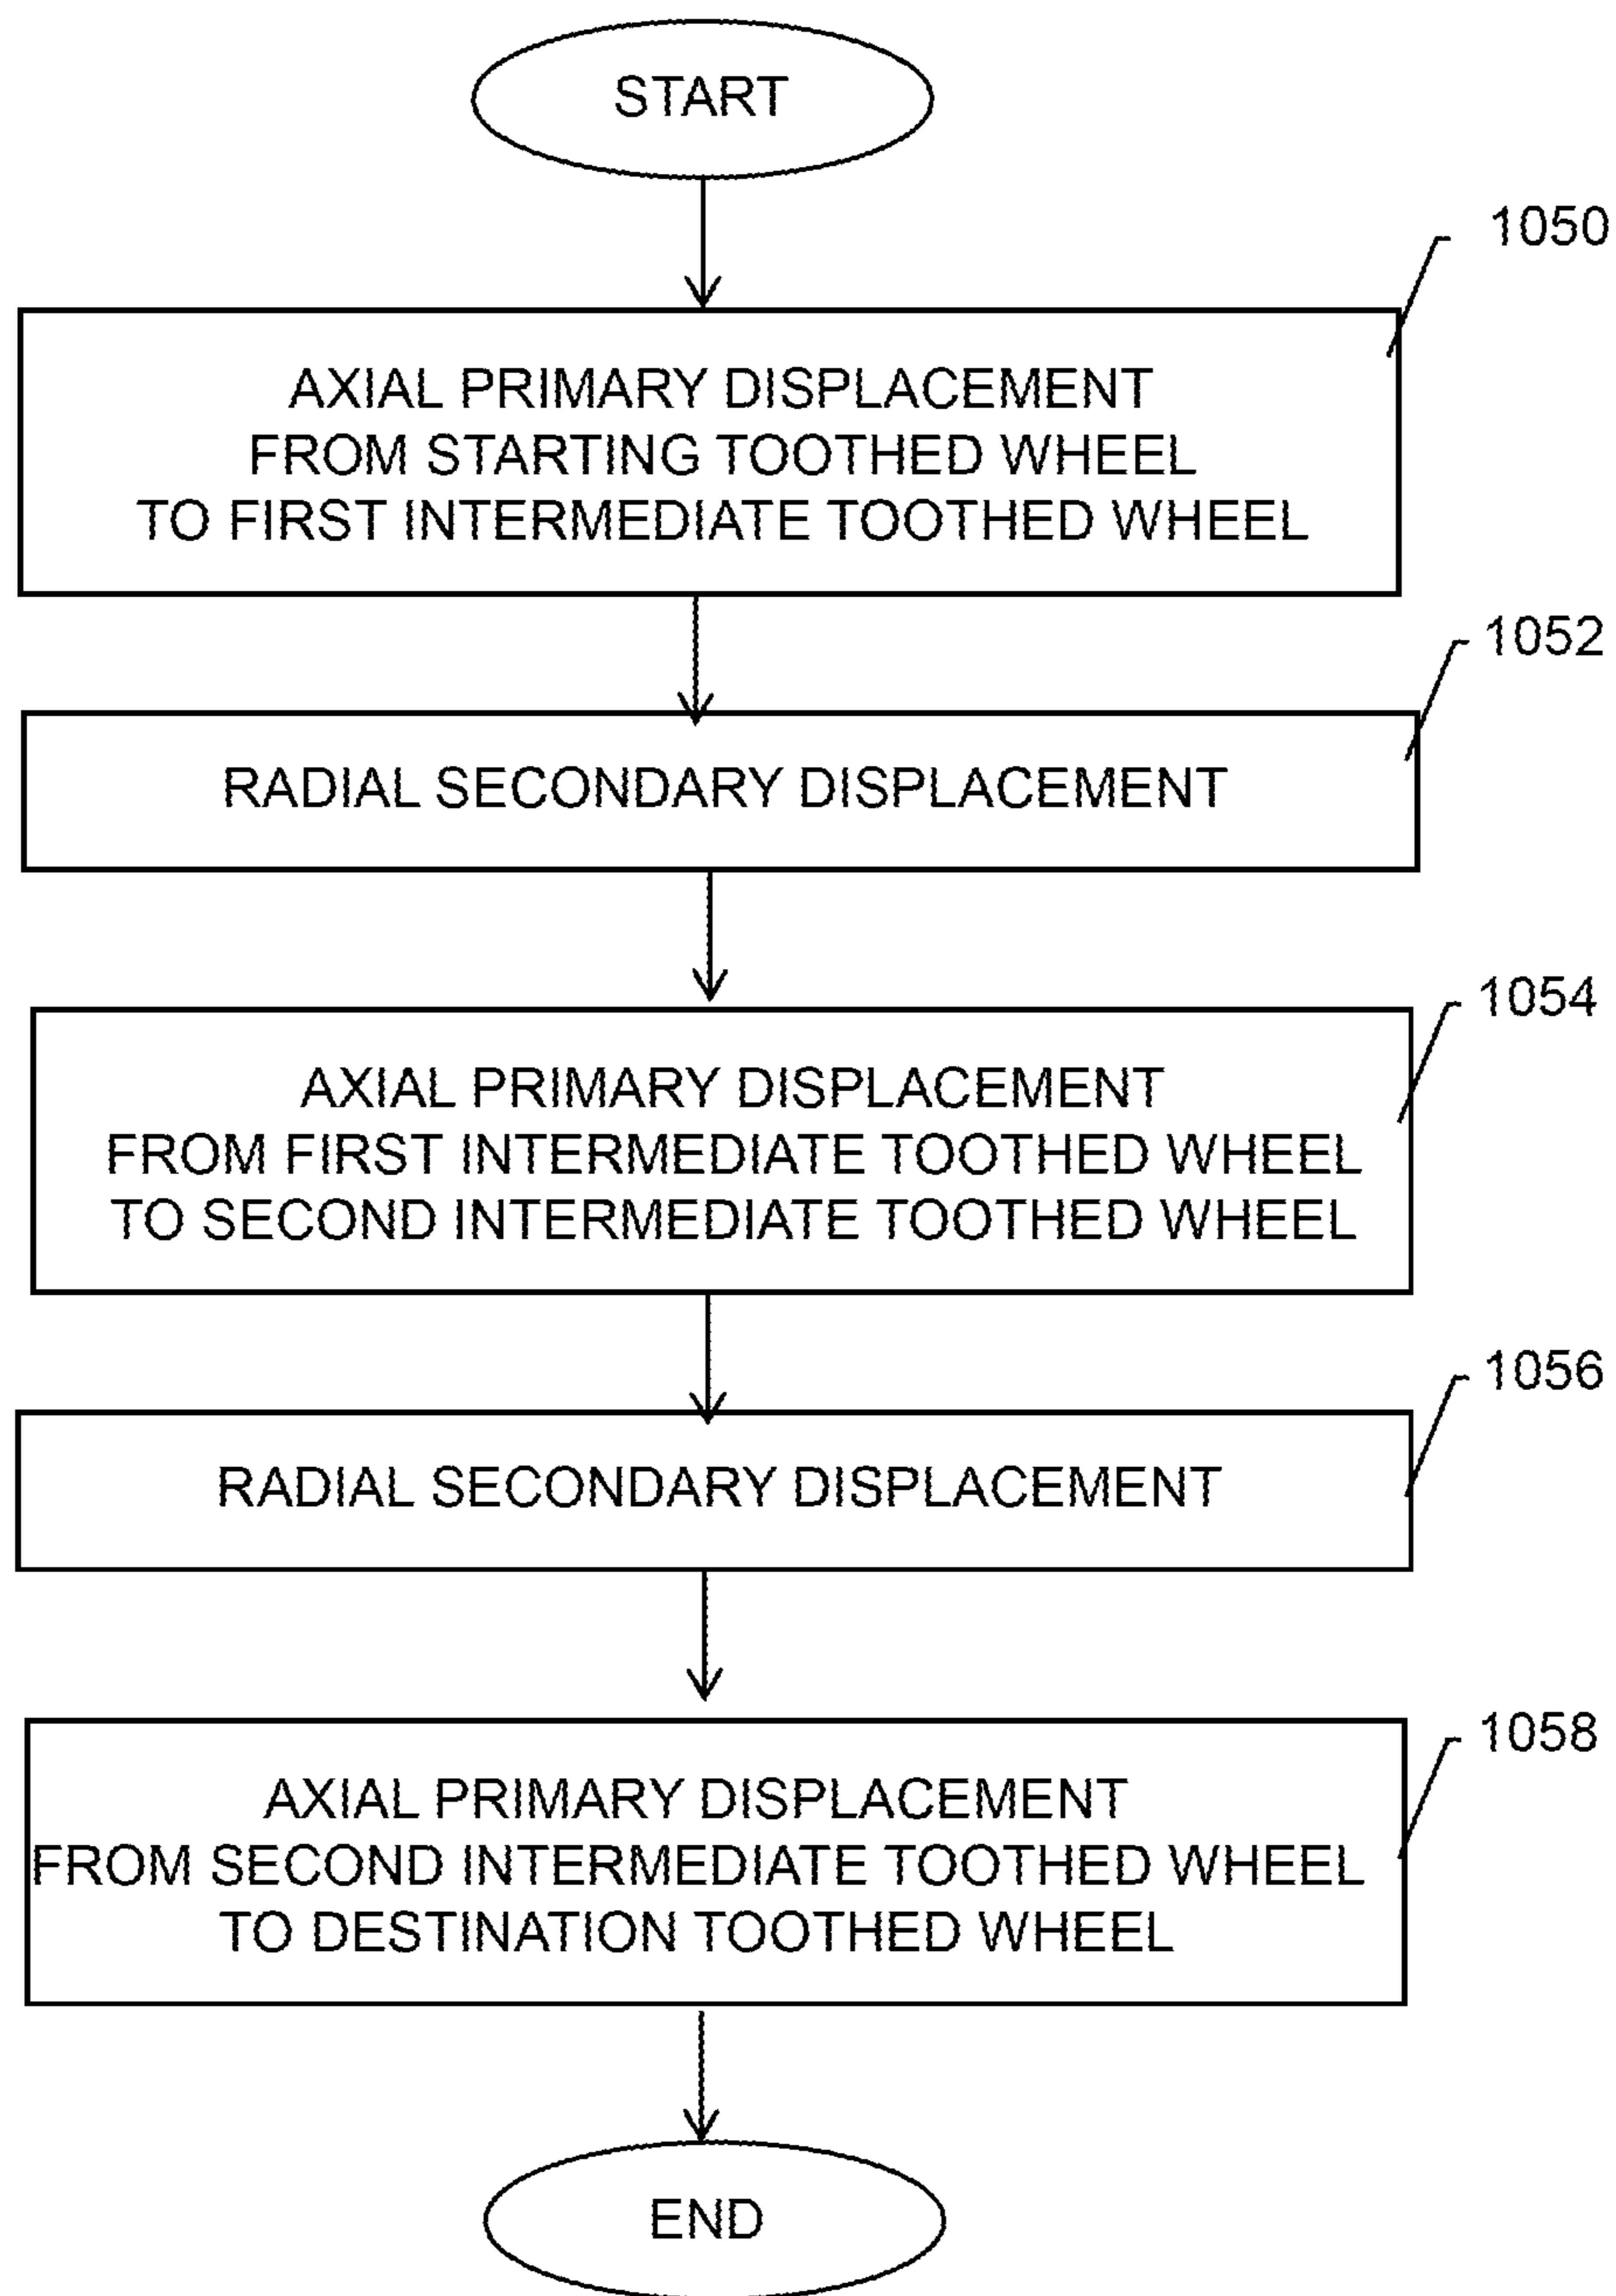 START
1050
AXIAL PRIMARY DISPLACEMENT
FROM STARTING TOOTHED WHEEL
TO FIRST INTERMEDIATE TOOTHED WHEEL
1052
RADIAL SECONDARY DISPLACEMENT
1054
AXIAL PRIMARY DISPLACEMENT
FROM FIRST INTERMEDIATE TOOTHED WHEEL
TO SECOND INTERMEDIATE TOOTHED WHEEL
1056
RADIAL SECONDARY DISPLACEMENT
1058
AXIAL PRIMARY DISPLACEMENT
FROM SECOND INTERMEDIATE TOOTHED WHEEL
TO DESTINATION TOOTHED WHEEL
END